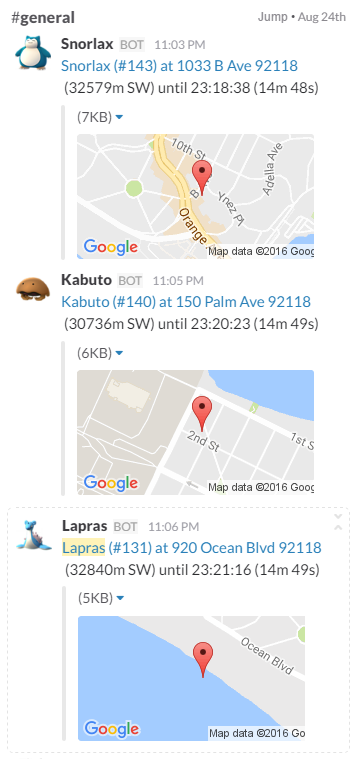 #general Jump • Aug 24th
Snorlax BOT 11:03 PM
Snorlax (#143) at 1033 B Ave 92118
(32579m SW) until 23:18:38 (14m 48s)
(7KB)
10th St
B
Ynez Pl
Adella Ave
Orange
Google Map data ©2016 Goog
Kabuto BOT 11:05 PM
Kabuto (#140) at 150 Palm Ave 92118
(30736m SW) until 23:20:23 (14m 49s)
(6KB)
1st S
2nd St
Google Map data ©2016 Goog
Lapras BOT 11:06 PM
Lapras (#131) at 920 Ocean Blvd 92118
(32840m SW) until 23:21:16 (14m 49s)
(5KB)
Ocean Blvd
Google Map data ©2016 Go